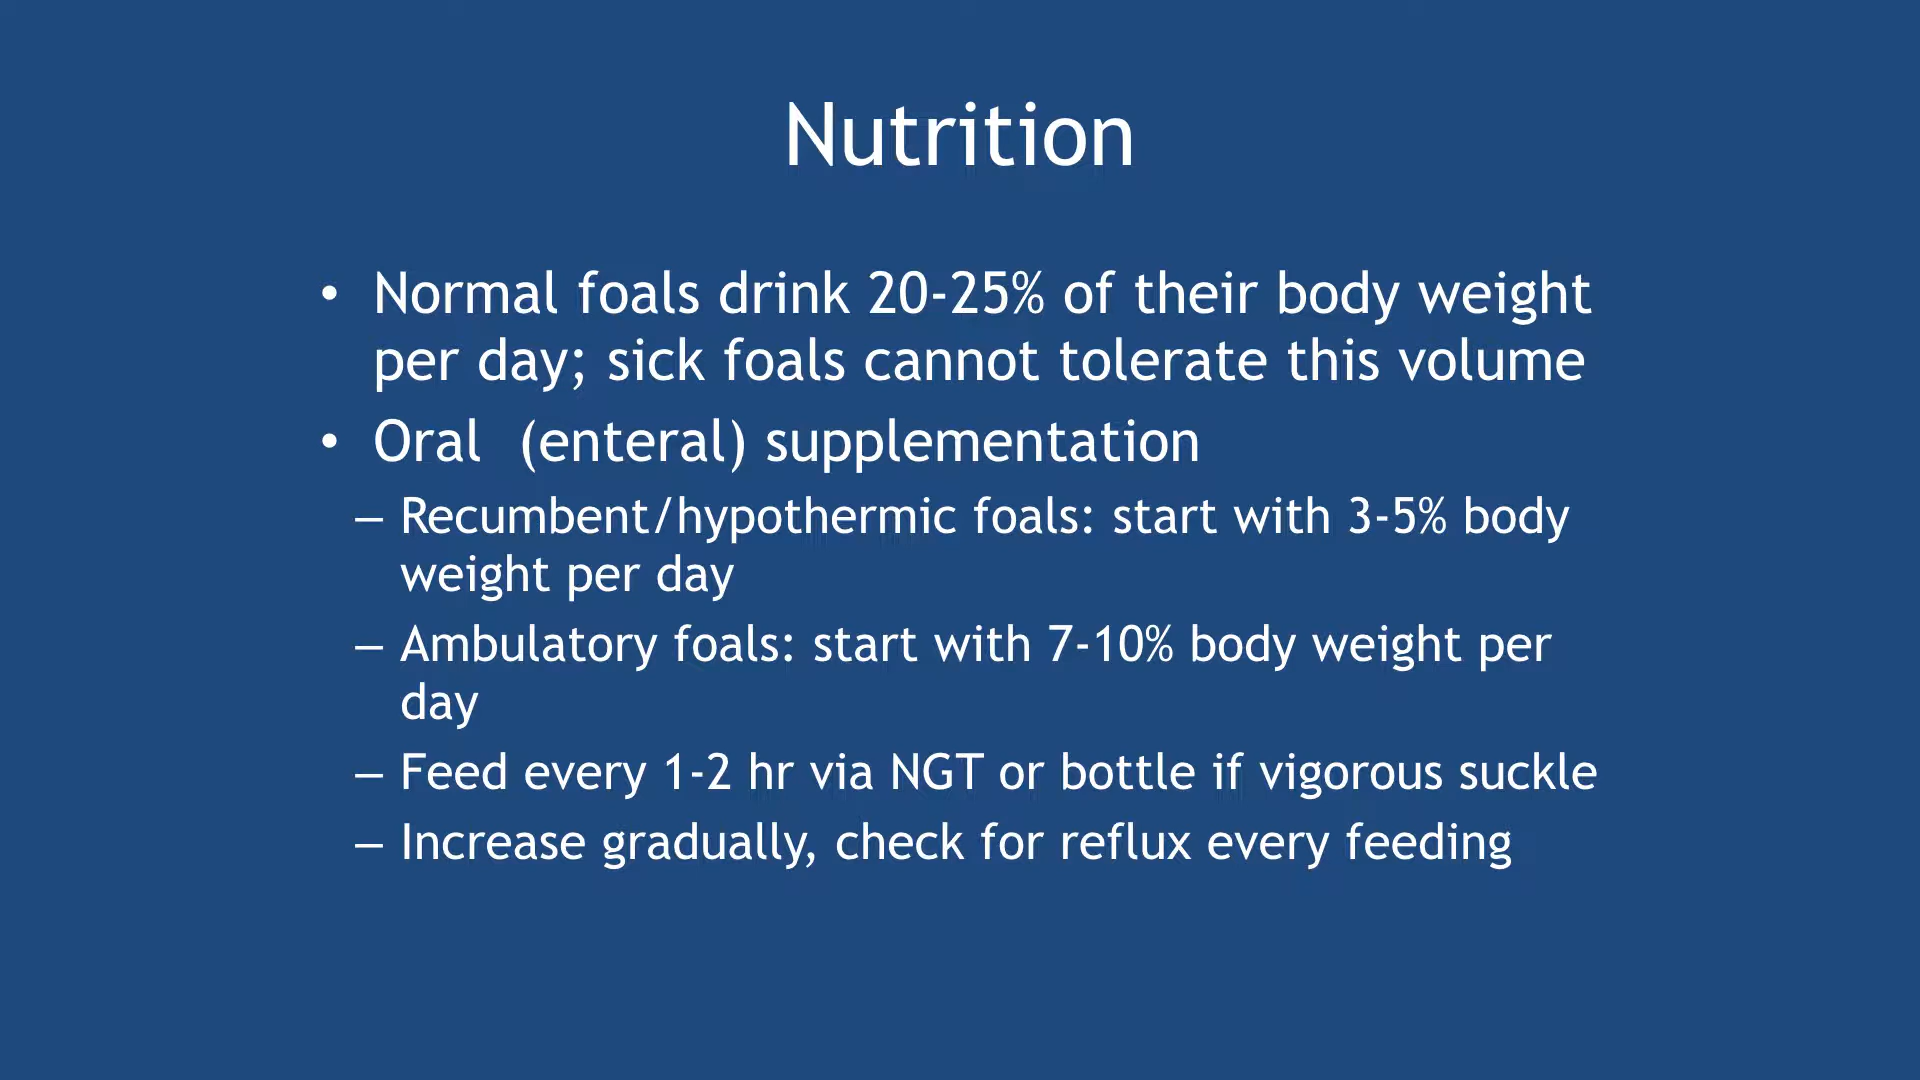 Nutrition
• Normal foals drink 20-25% of their body weight
per day; sick foals cannot tolerate this volume
• Oral  (enteral) supplementation
– Recumbent/hypothermic foals: start with 3-5% body
weight per day
– Ambulatory foals: start with 7-10% body weight per
day
– Feed every 1-2 hr via NGT or bottle if vigorous suckle
– Increase gradually, check for reflux every feeding